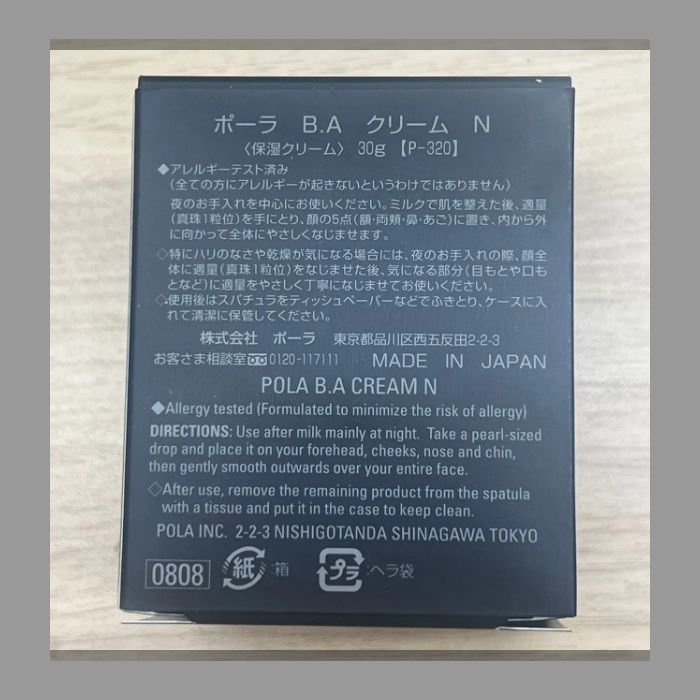 ポーラ B.A クリーム N
〈保湿クリーム〉 30g 【P-320】
◆アレルギーテスト済み
(全ての方にアレルギーが起きないというわけではありません)
夜のお手入れを中心にお使いください。ミルクで肌を整えた後、適量
(真珠1粒位)を手にとり、顔の5点(額・両頬・鼻・あご)に置き、内から外
に向かって全体にやさしくなじませます。
◇特にハリのなさや乾燥が気になる場合には、夜のお手入れの際、顔全
体に適量(真珠1粒位)をなじませた後、気になる部分(目もとや口も
となど)に適量をやさしく丁寧になじませてお使いください。
◇使用後はスパチュラをティッシュペーパーなどでふきとり、ケースに入
れて清潔に保管してください。
株式会社 ポーラ 東京都品川区西五反田2-2-3
お客さま相談室 0120-117111 MADE IN JAPAN
POLA B.A CREAM N
◆Allergy tested (Formulated to minimize the risk of allergy)
DIRECTIONS: Use after milk mainly at night. Take a pearl-sized
drop and place it on your forehead, cheeks, nose and chin,
then gently smooth outwards over your entire face.
◇After use, remove the remaining product from the spatula
with a tissue and put it in the case to keep clean.
POLA INC. 2-2-3 NISHIGOTANDA SHINAGAWA TOKYO
0808 紙:箱 プラ:ヘラ袋